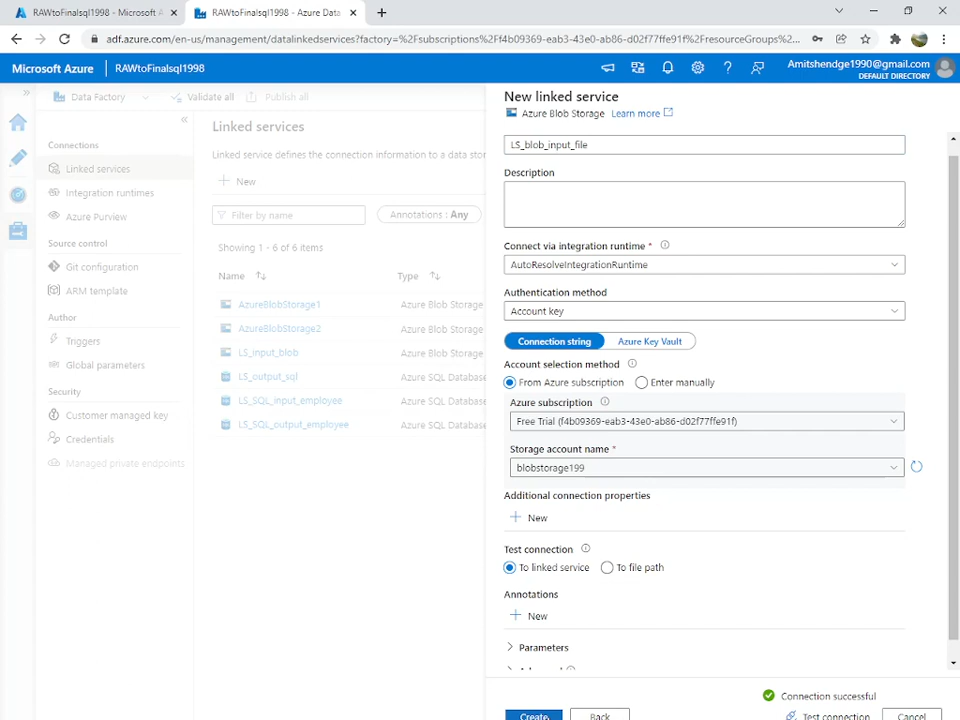 RAWtoFinalsql1998 - Microsoft A
RAWtoFinalsql1998 - Azure Data
adf.azure.com/en-us/management/datalinkedservices?factory=%2Fsubscriptions%2Ff4b09369-eab3-43e0-ab86-d02f77ffe91f%2FresourceGroups%2...
Microsoft Azure
RAWtoFinalsql1998
Amitshendge1990@gmail.com
DEFAULT DIRECTORY
Data Factory
Validate all
Publish all
Connections
Linked services
Integration runtimes
Azure Purview
Source control
Git configuration
ARM template
Author
Triggers
Global parameters
Security
Customer managed key
Credentials
Managed private endpoints
Linked services
Linked service defines the connection information to a data stor
New
Filter by name
Annotations : Any
Showing 1 - 6 of 6 items
Name
Type
AzureBlobStorage1
Azure Blob Storage
AzureBlobStorage2
Azure Blob Storage
LS_input_blob
Azure Blob Storage
LS_output_sql
Azure SQL Database
LS_SQL_input_employee
Azure SQL Database
LS_SQL_output_employee
Azure SQL Database
New linked service
Azure Blob Storage Learn more
LS_blob_input_file
Description
Connect via integration runtime *
AutoResolveIntegrationRuntime
Authentication method
Account key
Connection string
Azure Key Vault
Account selection method
From Azure subscription
Enter manually
Azure subscription
Free Trial (f4b09369-eab3-43e0-ab86-d02f77ffe91f)
Storage account name *
blobstorage199
Additional connection properties
New
Test connection
To linked service
To file path
Annotations
New
Parameters
Connection successful
Create
Back
Test connection
Cancel